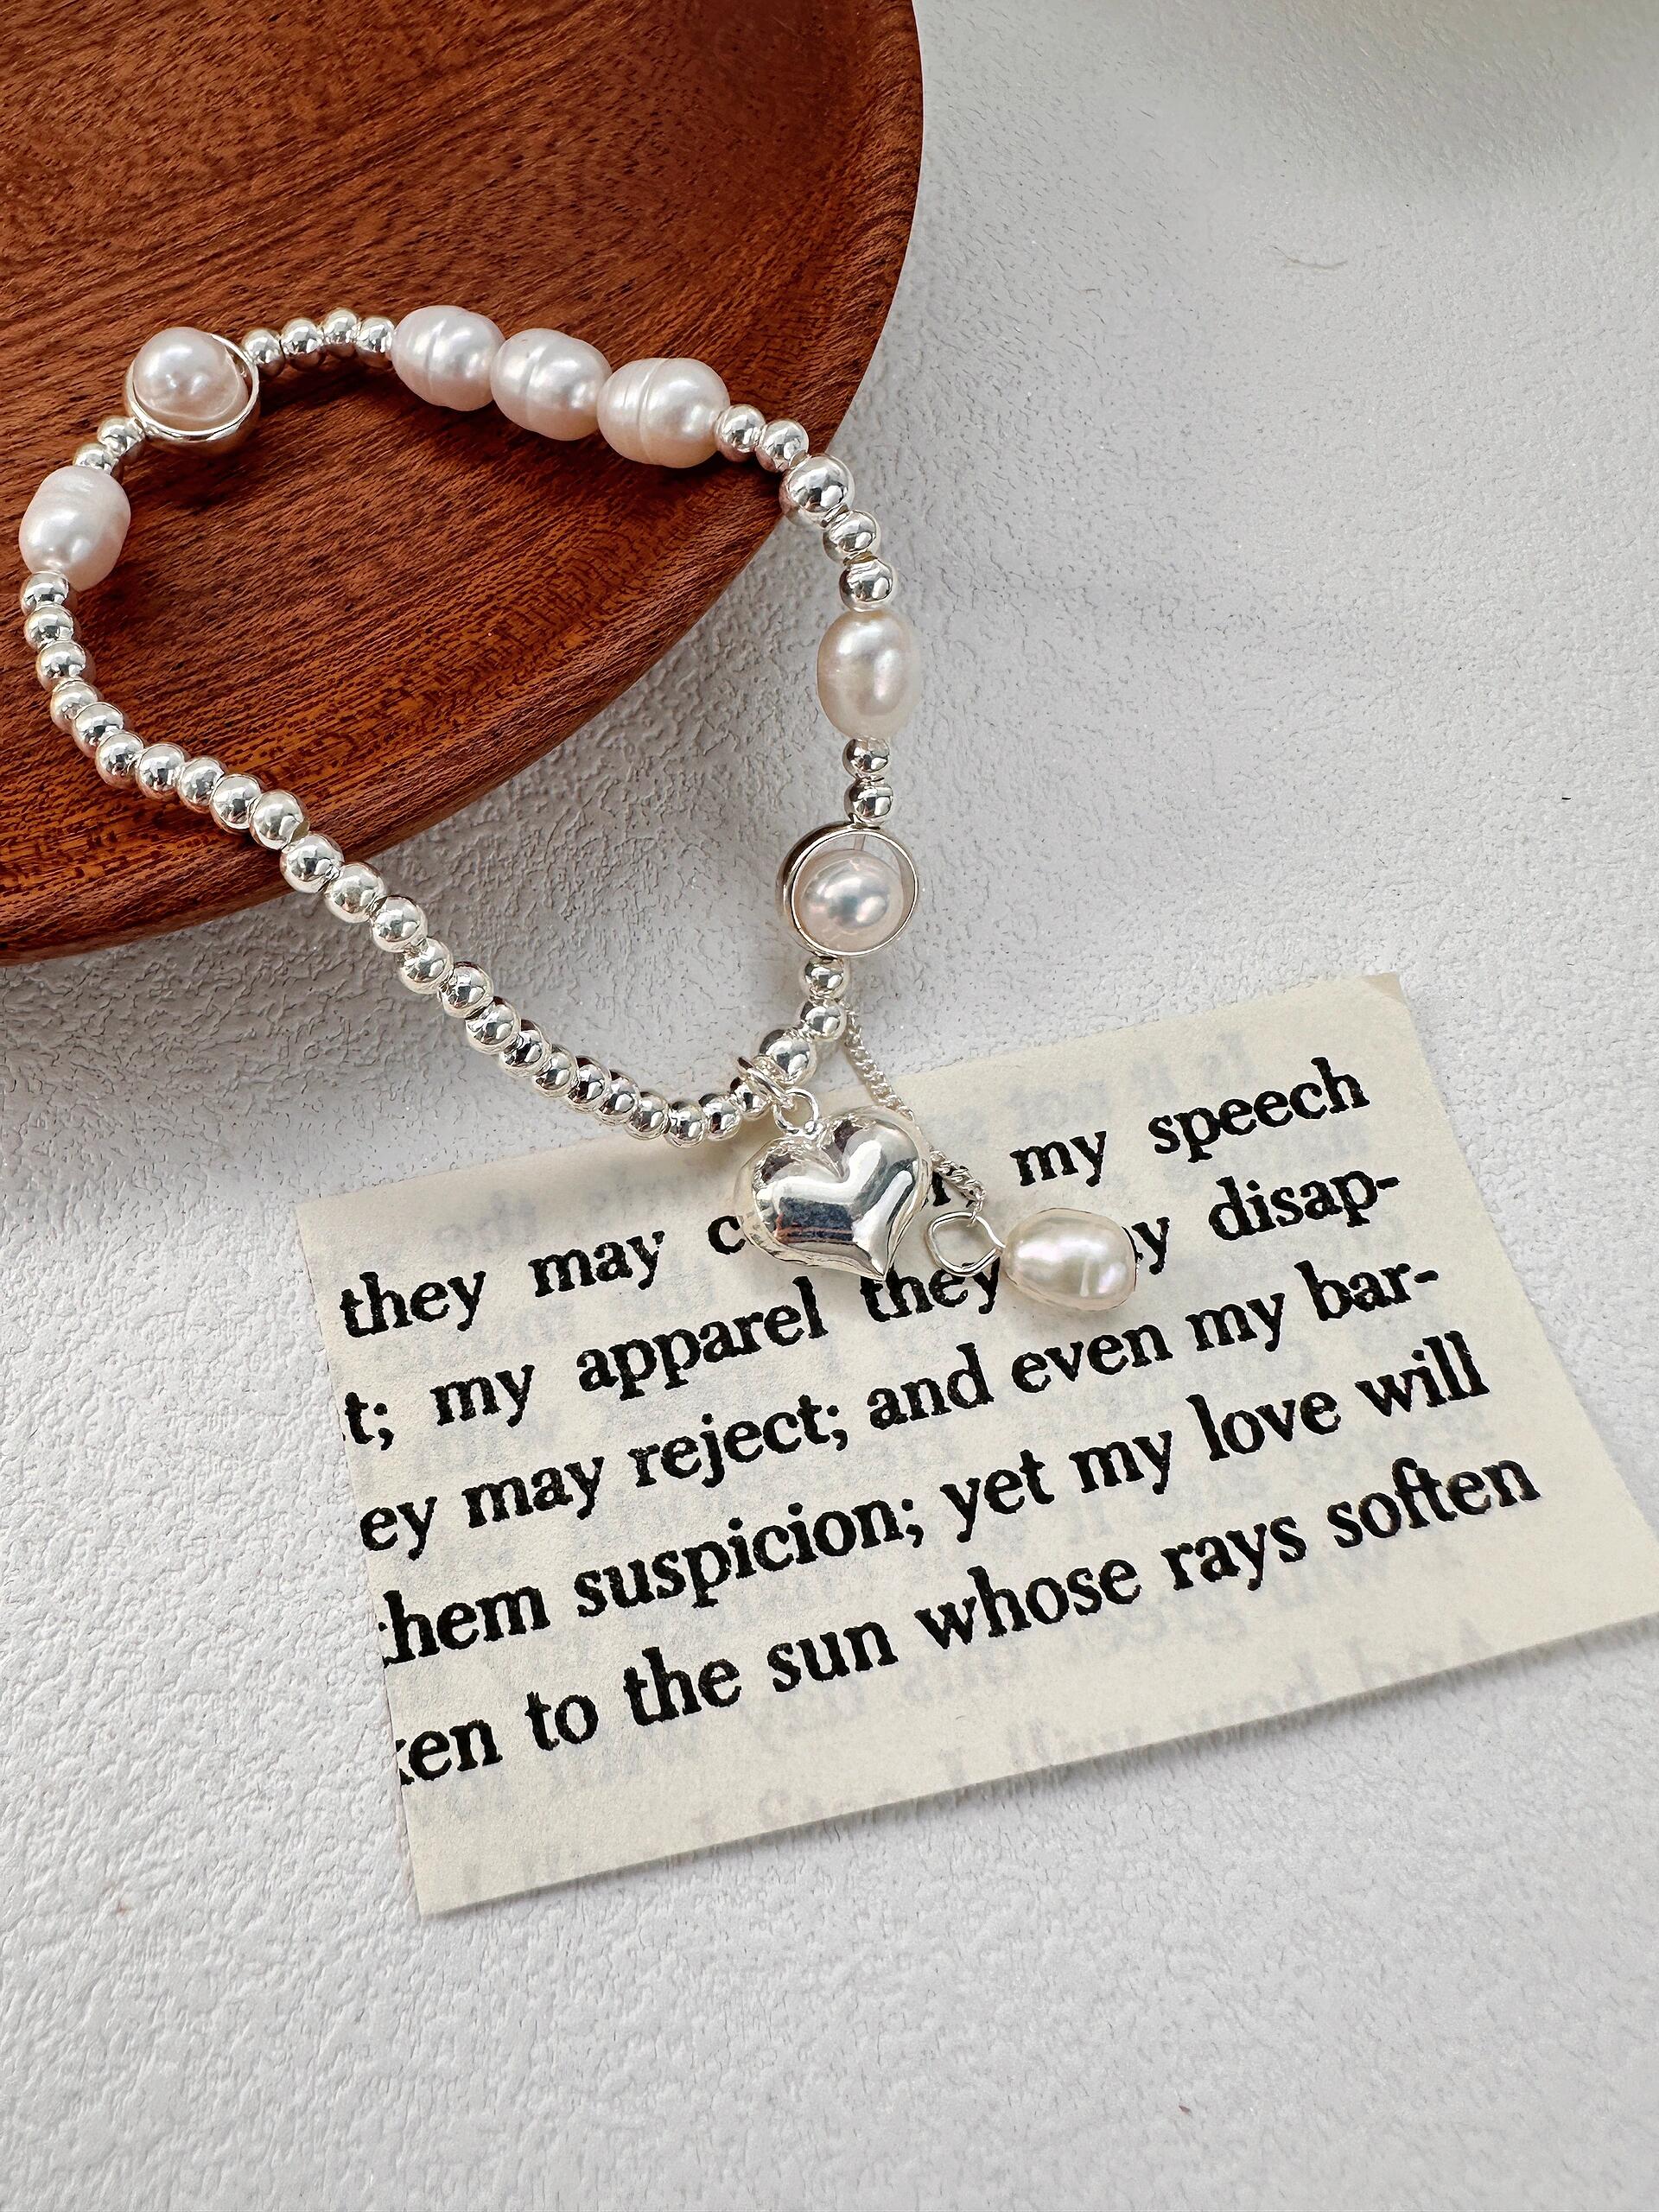 they may my speech
t; my apparel they disap-
ey may reject; and even my bar-
them suspicion; yet my love will
ken to the sun whose rays soften